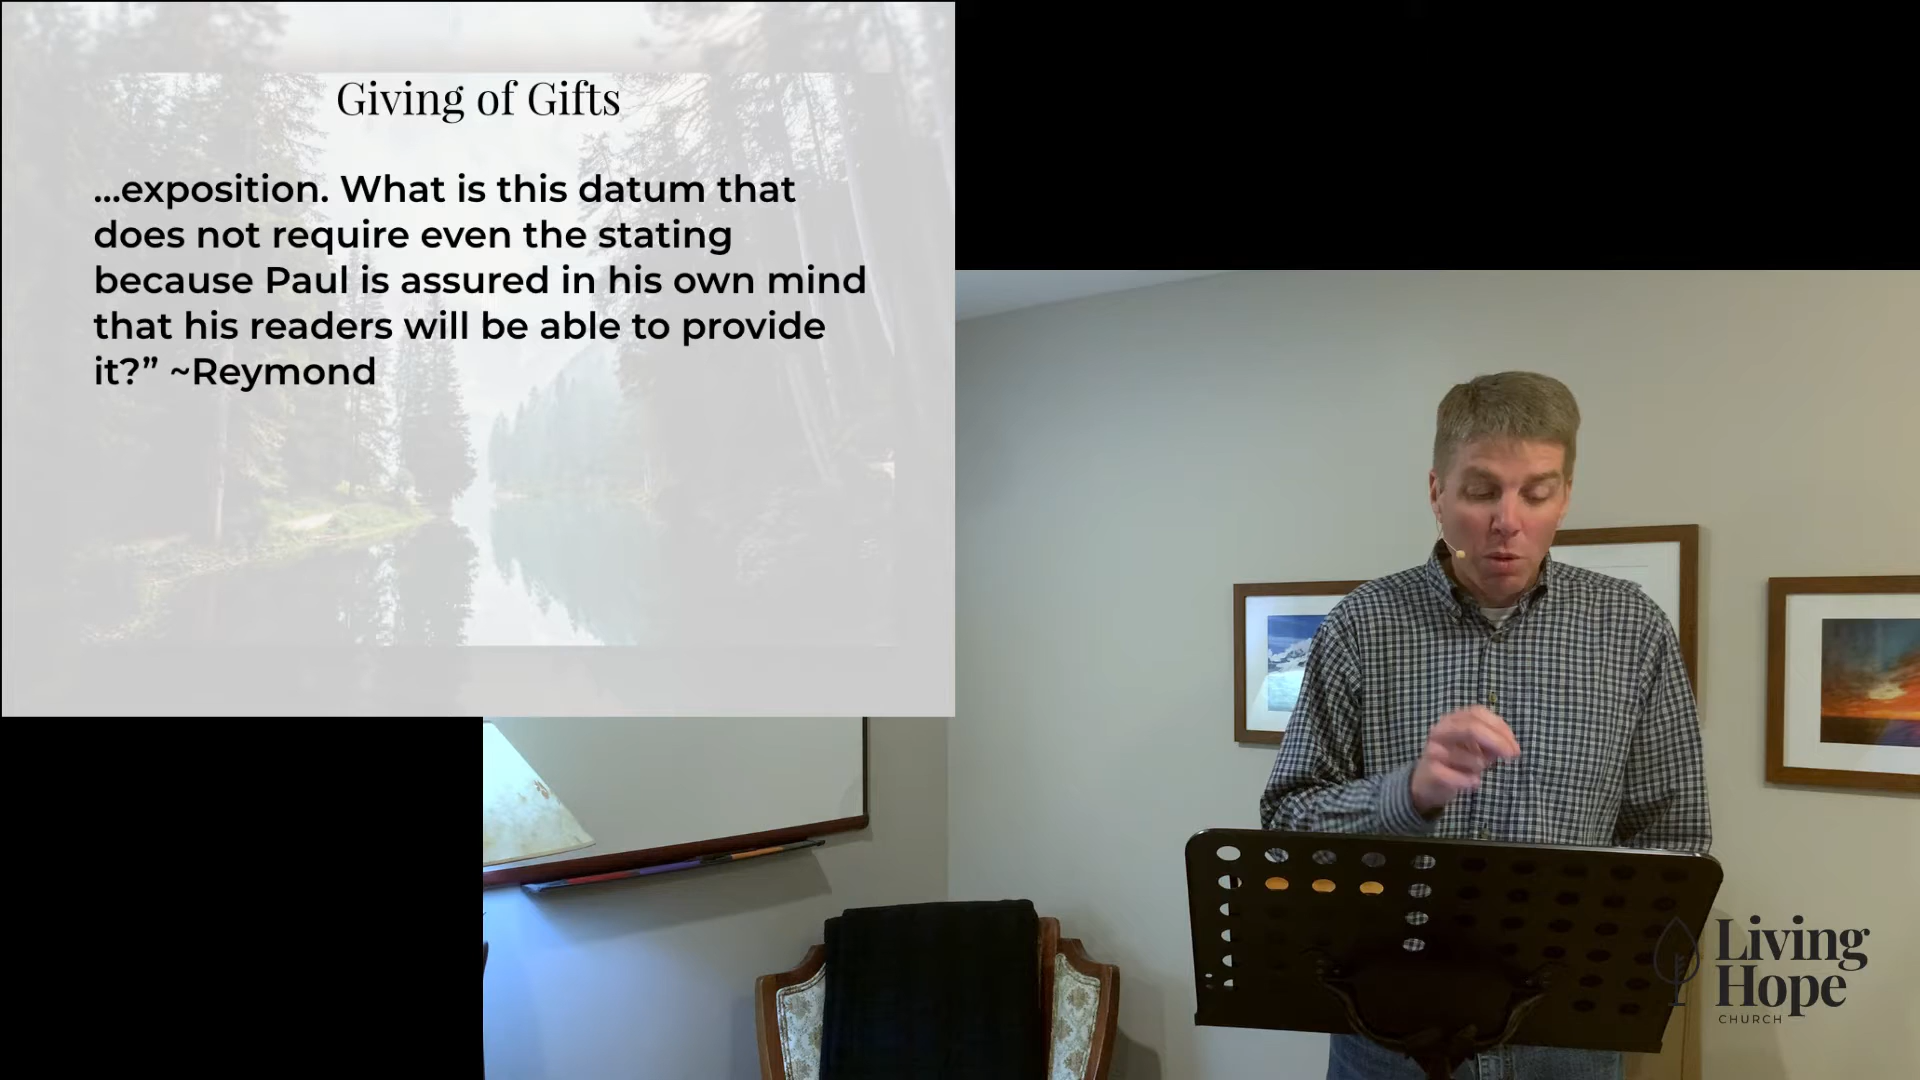 Giving of Gifts
...exposition. What is this datum that
does not require even the stating
because Paul is assured in his own mind
that his readers will be able to provide
it?” ~Reymond
Living
Hope
CHURCH